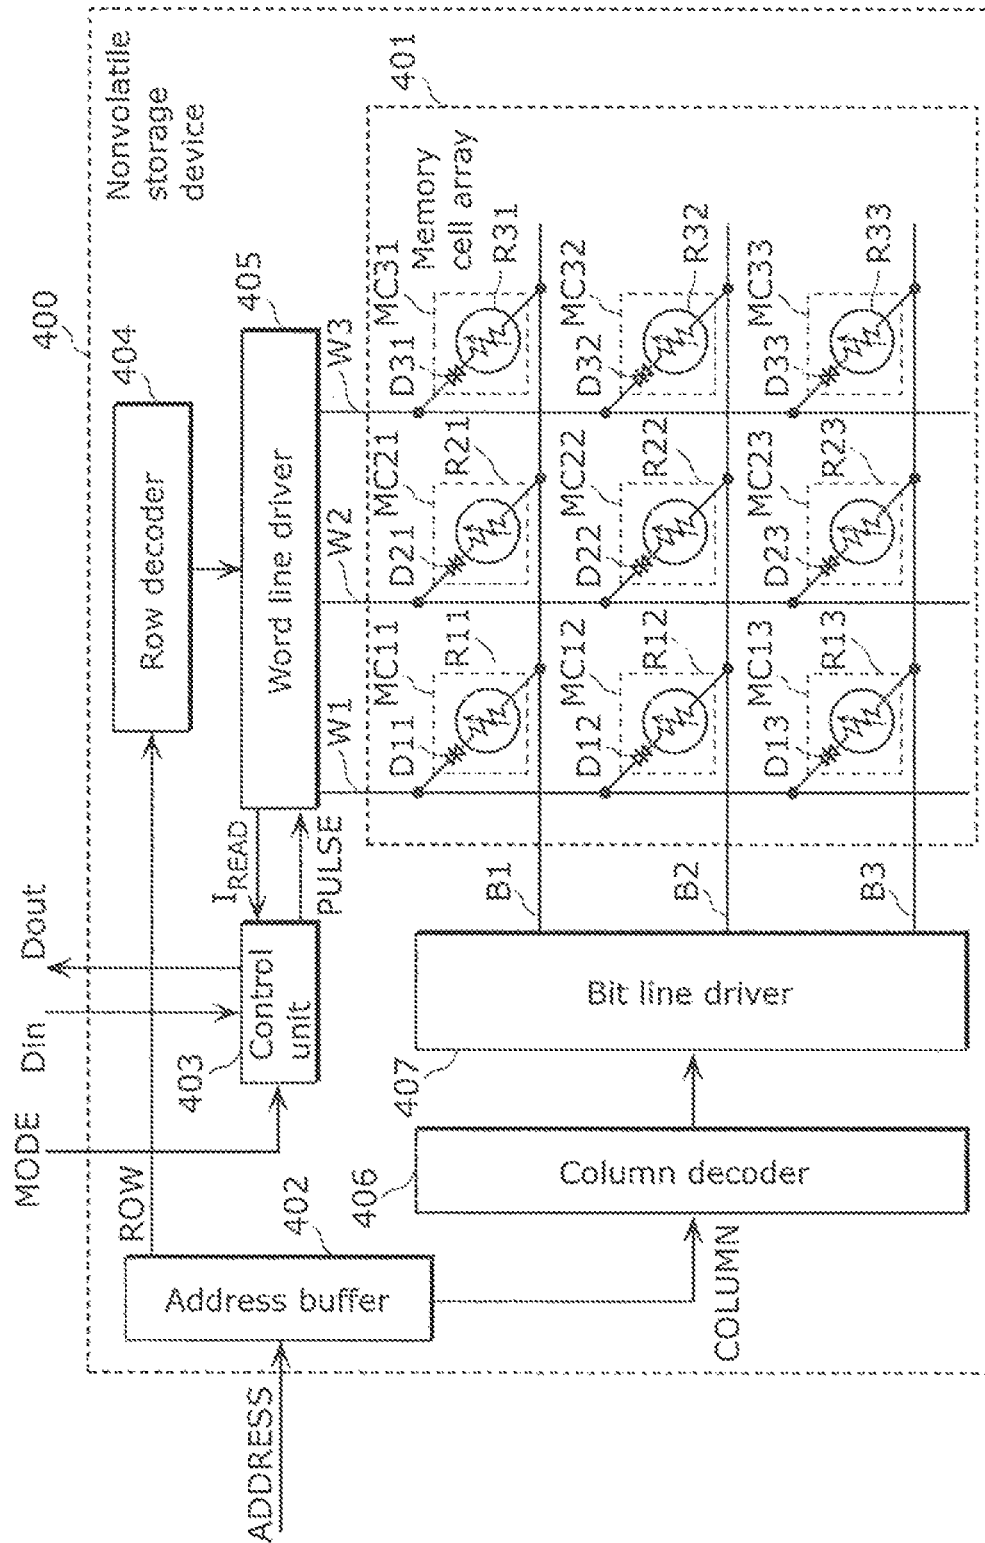 400
Nonvolatile
storage
device
MODE
Din
Dout
ROW
404
Row decoder
403
Control
unit
I_READ
PULSE
405
Word line driver
ADDRESS
402
Address buffer
COLUMN
406
Column decoder
407
Bit line driver
401
Memory
cell array
W1
W2
W3
B1
B2
B3
MC11
D11
R11
MC21
D21
R21
MC31
D31
R31
MC12
D12
R12
MC22
D22
R22
MC32
D32
R32
MC13
D13
R13
MC23
D23
R23
MC33
D33
R33